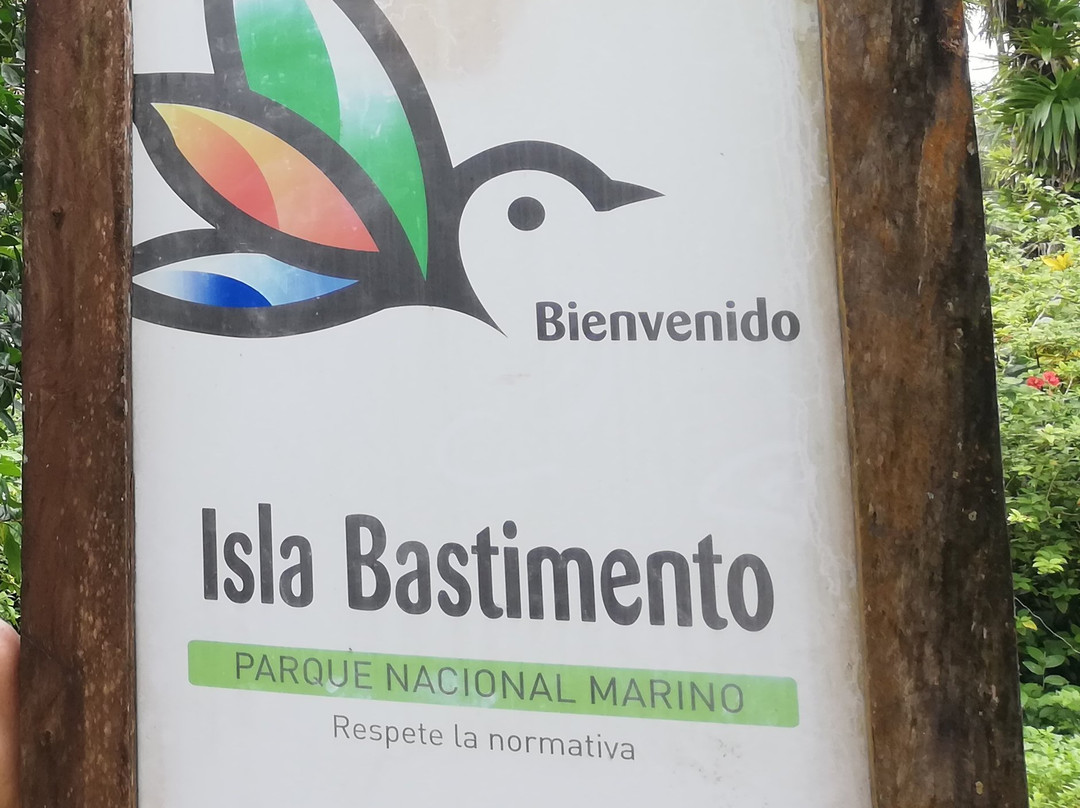 Bienvenido
Isla Bastimento
PARQUE NACIONAL MARINO
Respete la normativa